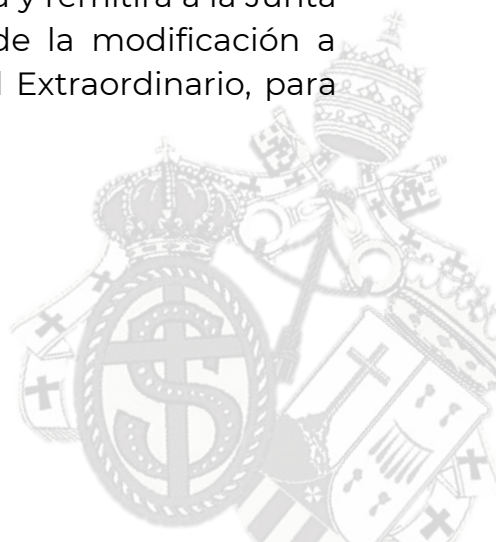 y remitirá a la Junta
de la modificación a
Extraordinario, para